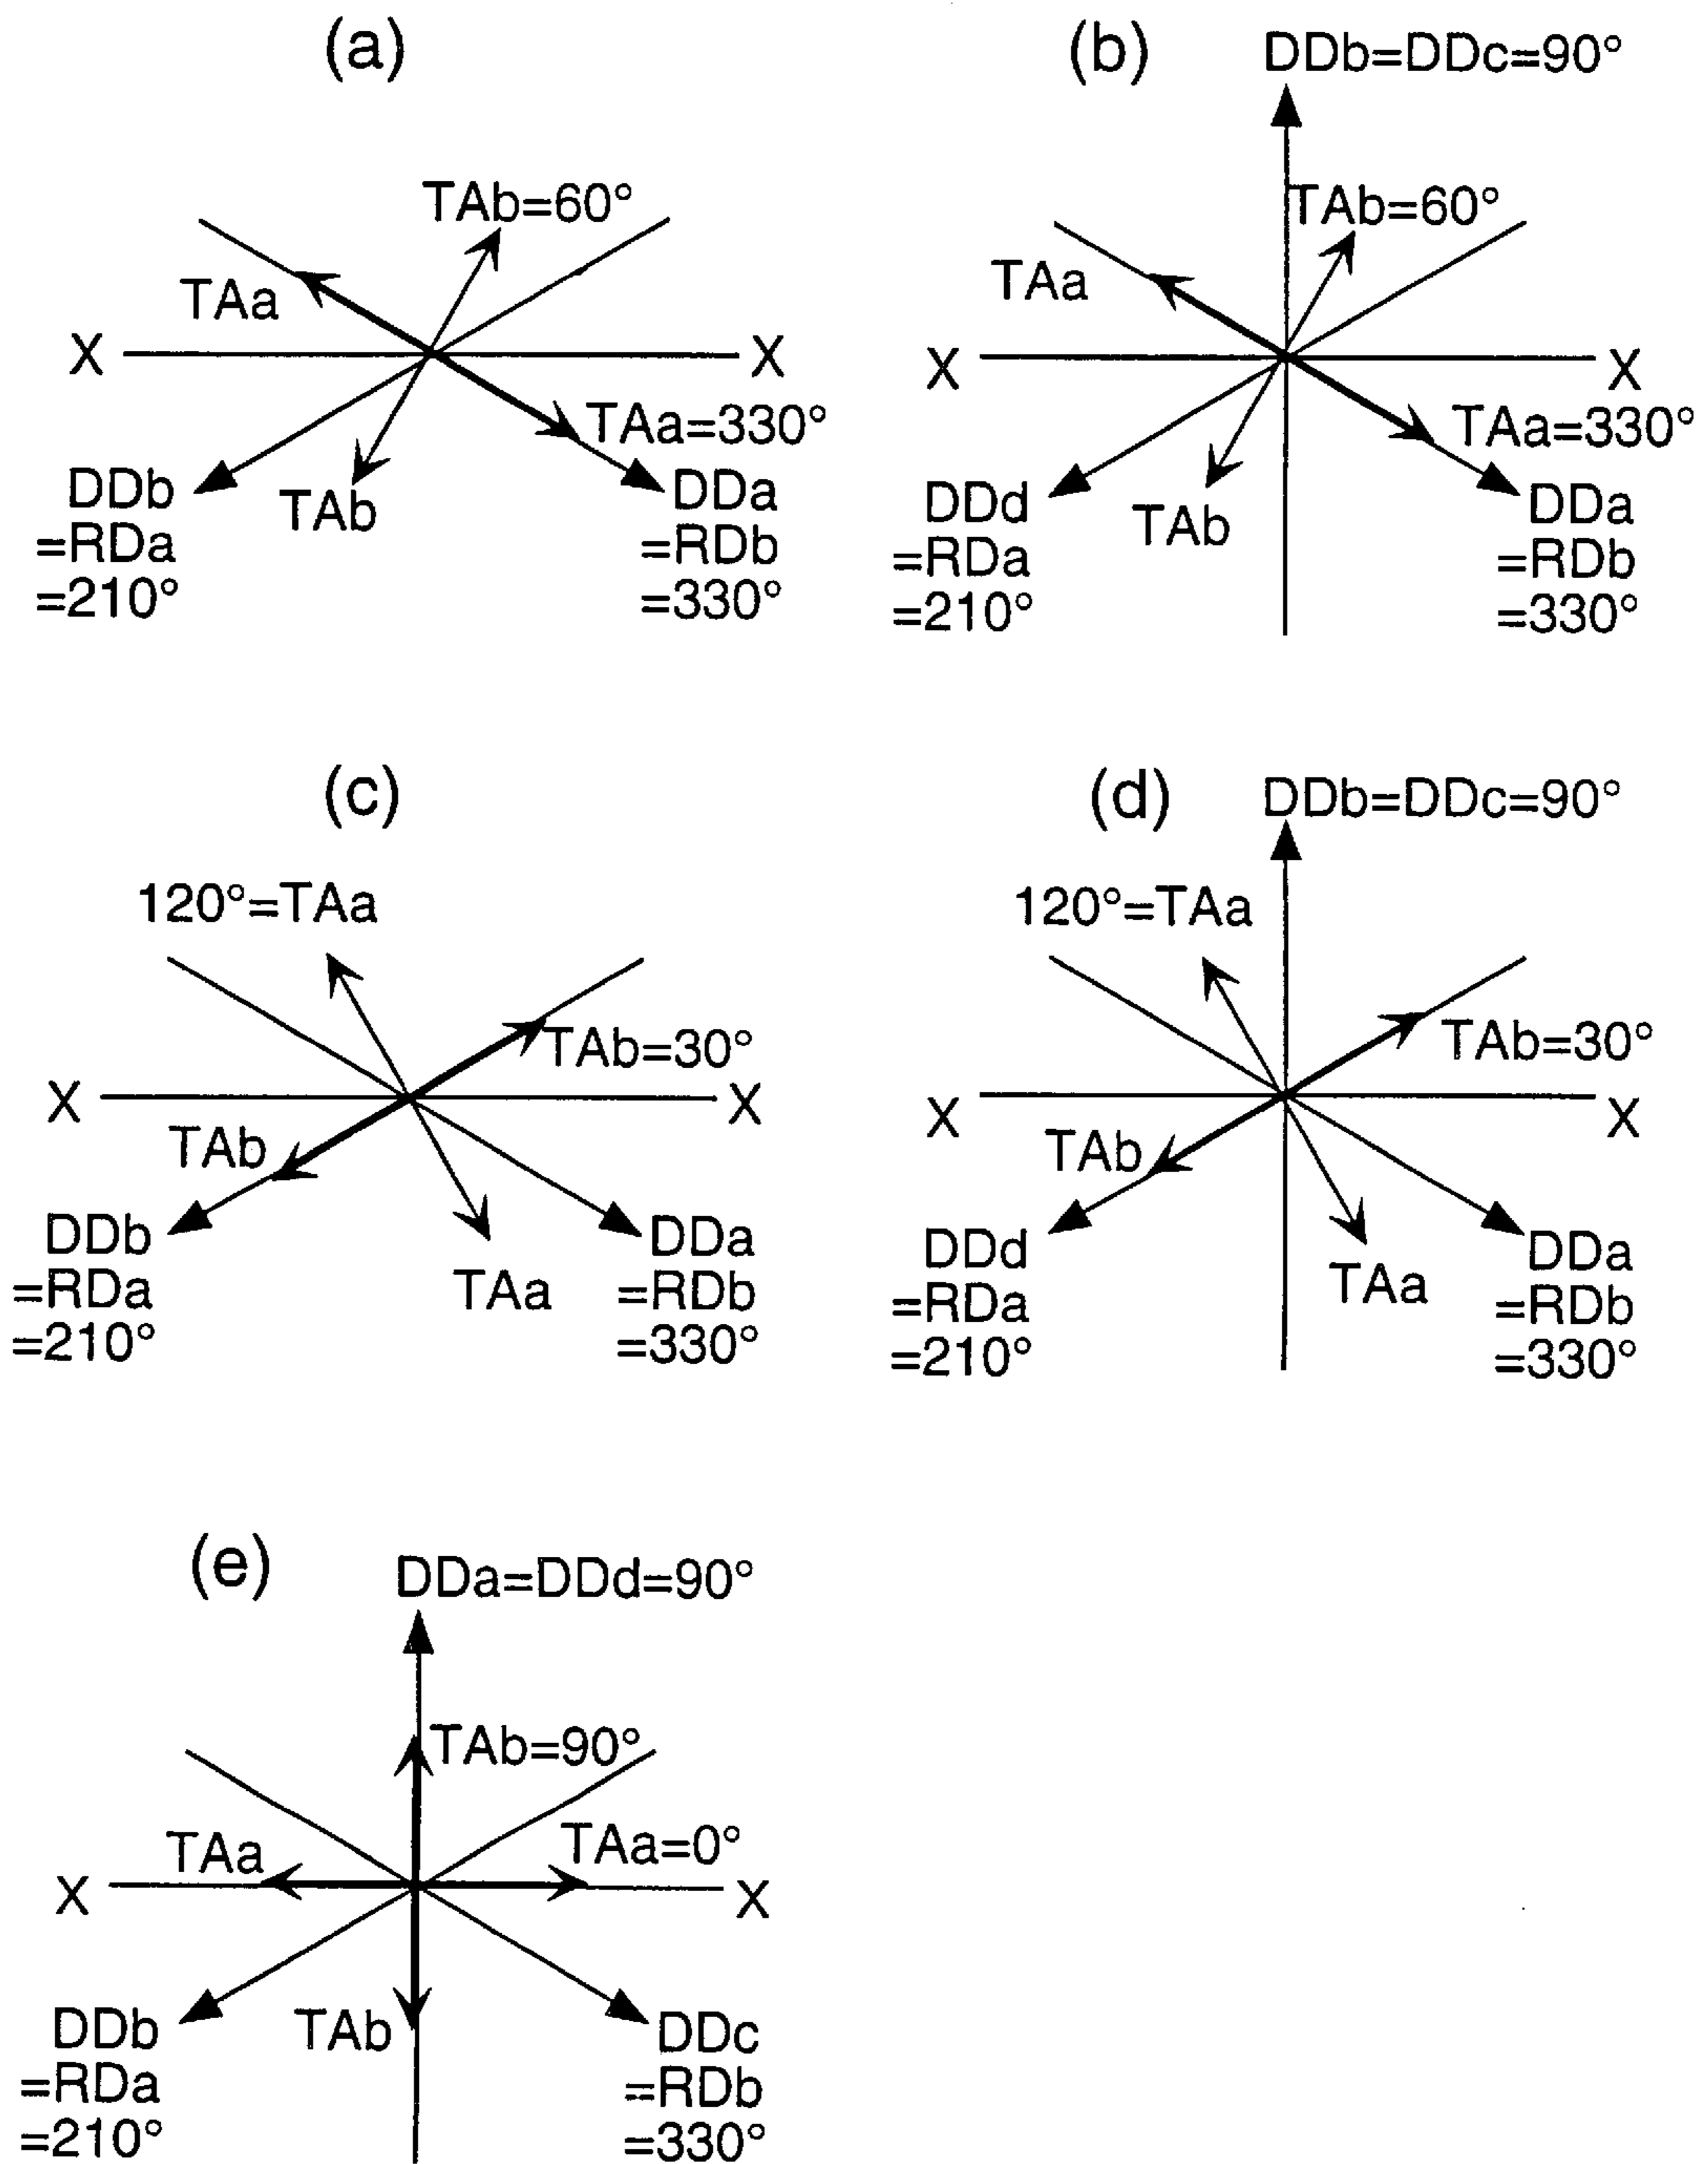 (a)
TAb=60°
TAa
X
X
TAa=330°
DDb
=RDa
=210°
TAb
DDa
=RDb
=330°
(b)
DDb=DDc=90°
TAb=60°
TAa
X
X
TAa=330°
DDd
=RDa
=210°
TAb
DDa
=RDb
=330°
(c)
120°=TAa
TAb=30°
X
X
TAb
DDb
=RDa
=210°
TAa
DDa
=RDb
=330°
(d)
DDb=DDc=90°
120°=TAa
TAb=30°
X
X
TAb
DDd
=RDa
=210°
TAa
DDa
=RDb
=330°
(e)
DDa=DDd=90°
TAb=90°
TAa
TAa=0°
X
X
DDb
=RDa
=210°
TAb
DDc
=RDb
=330°